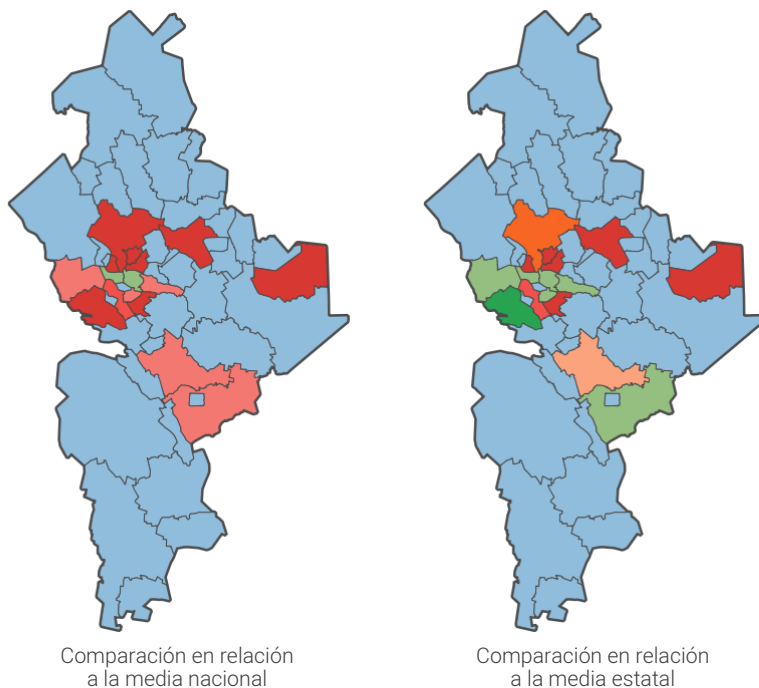 Comparación en relación
a la media nacional
Comparación en relación
a la media estatal